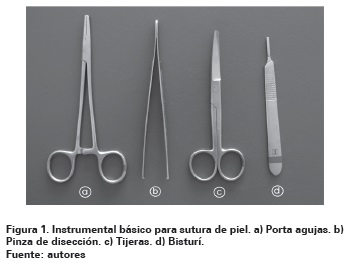 a b c d
Figura 1. Instrumental básico para sutura de piel. a) Porta agujas. b)
Pinza de disección. c) Tijeras. d) Bisturí.
Fuente: autores